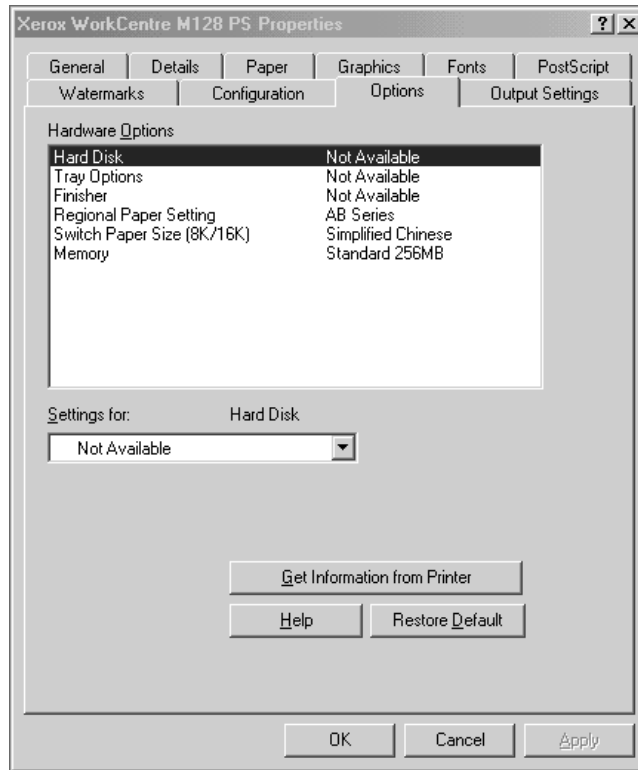 Xerox WorkCentre M128 PS Properties
General Details Paper Graphics Fonts PostScript
Watermarks Configuration Options Output Settings
Hardware Options
Hard Disk Not Available
Tray Options Not Available
Finisher Not Available
Regional Paper Setting AB Series
Switch Paper Size (8K/16K) Simplified Chinese
Memory Standard 256MB
Settings for: Hard Disk
Not Available
Get Information from Printer
Help Restore Default
OK Cancel Apply